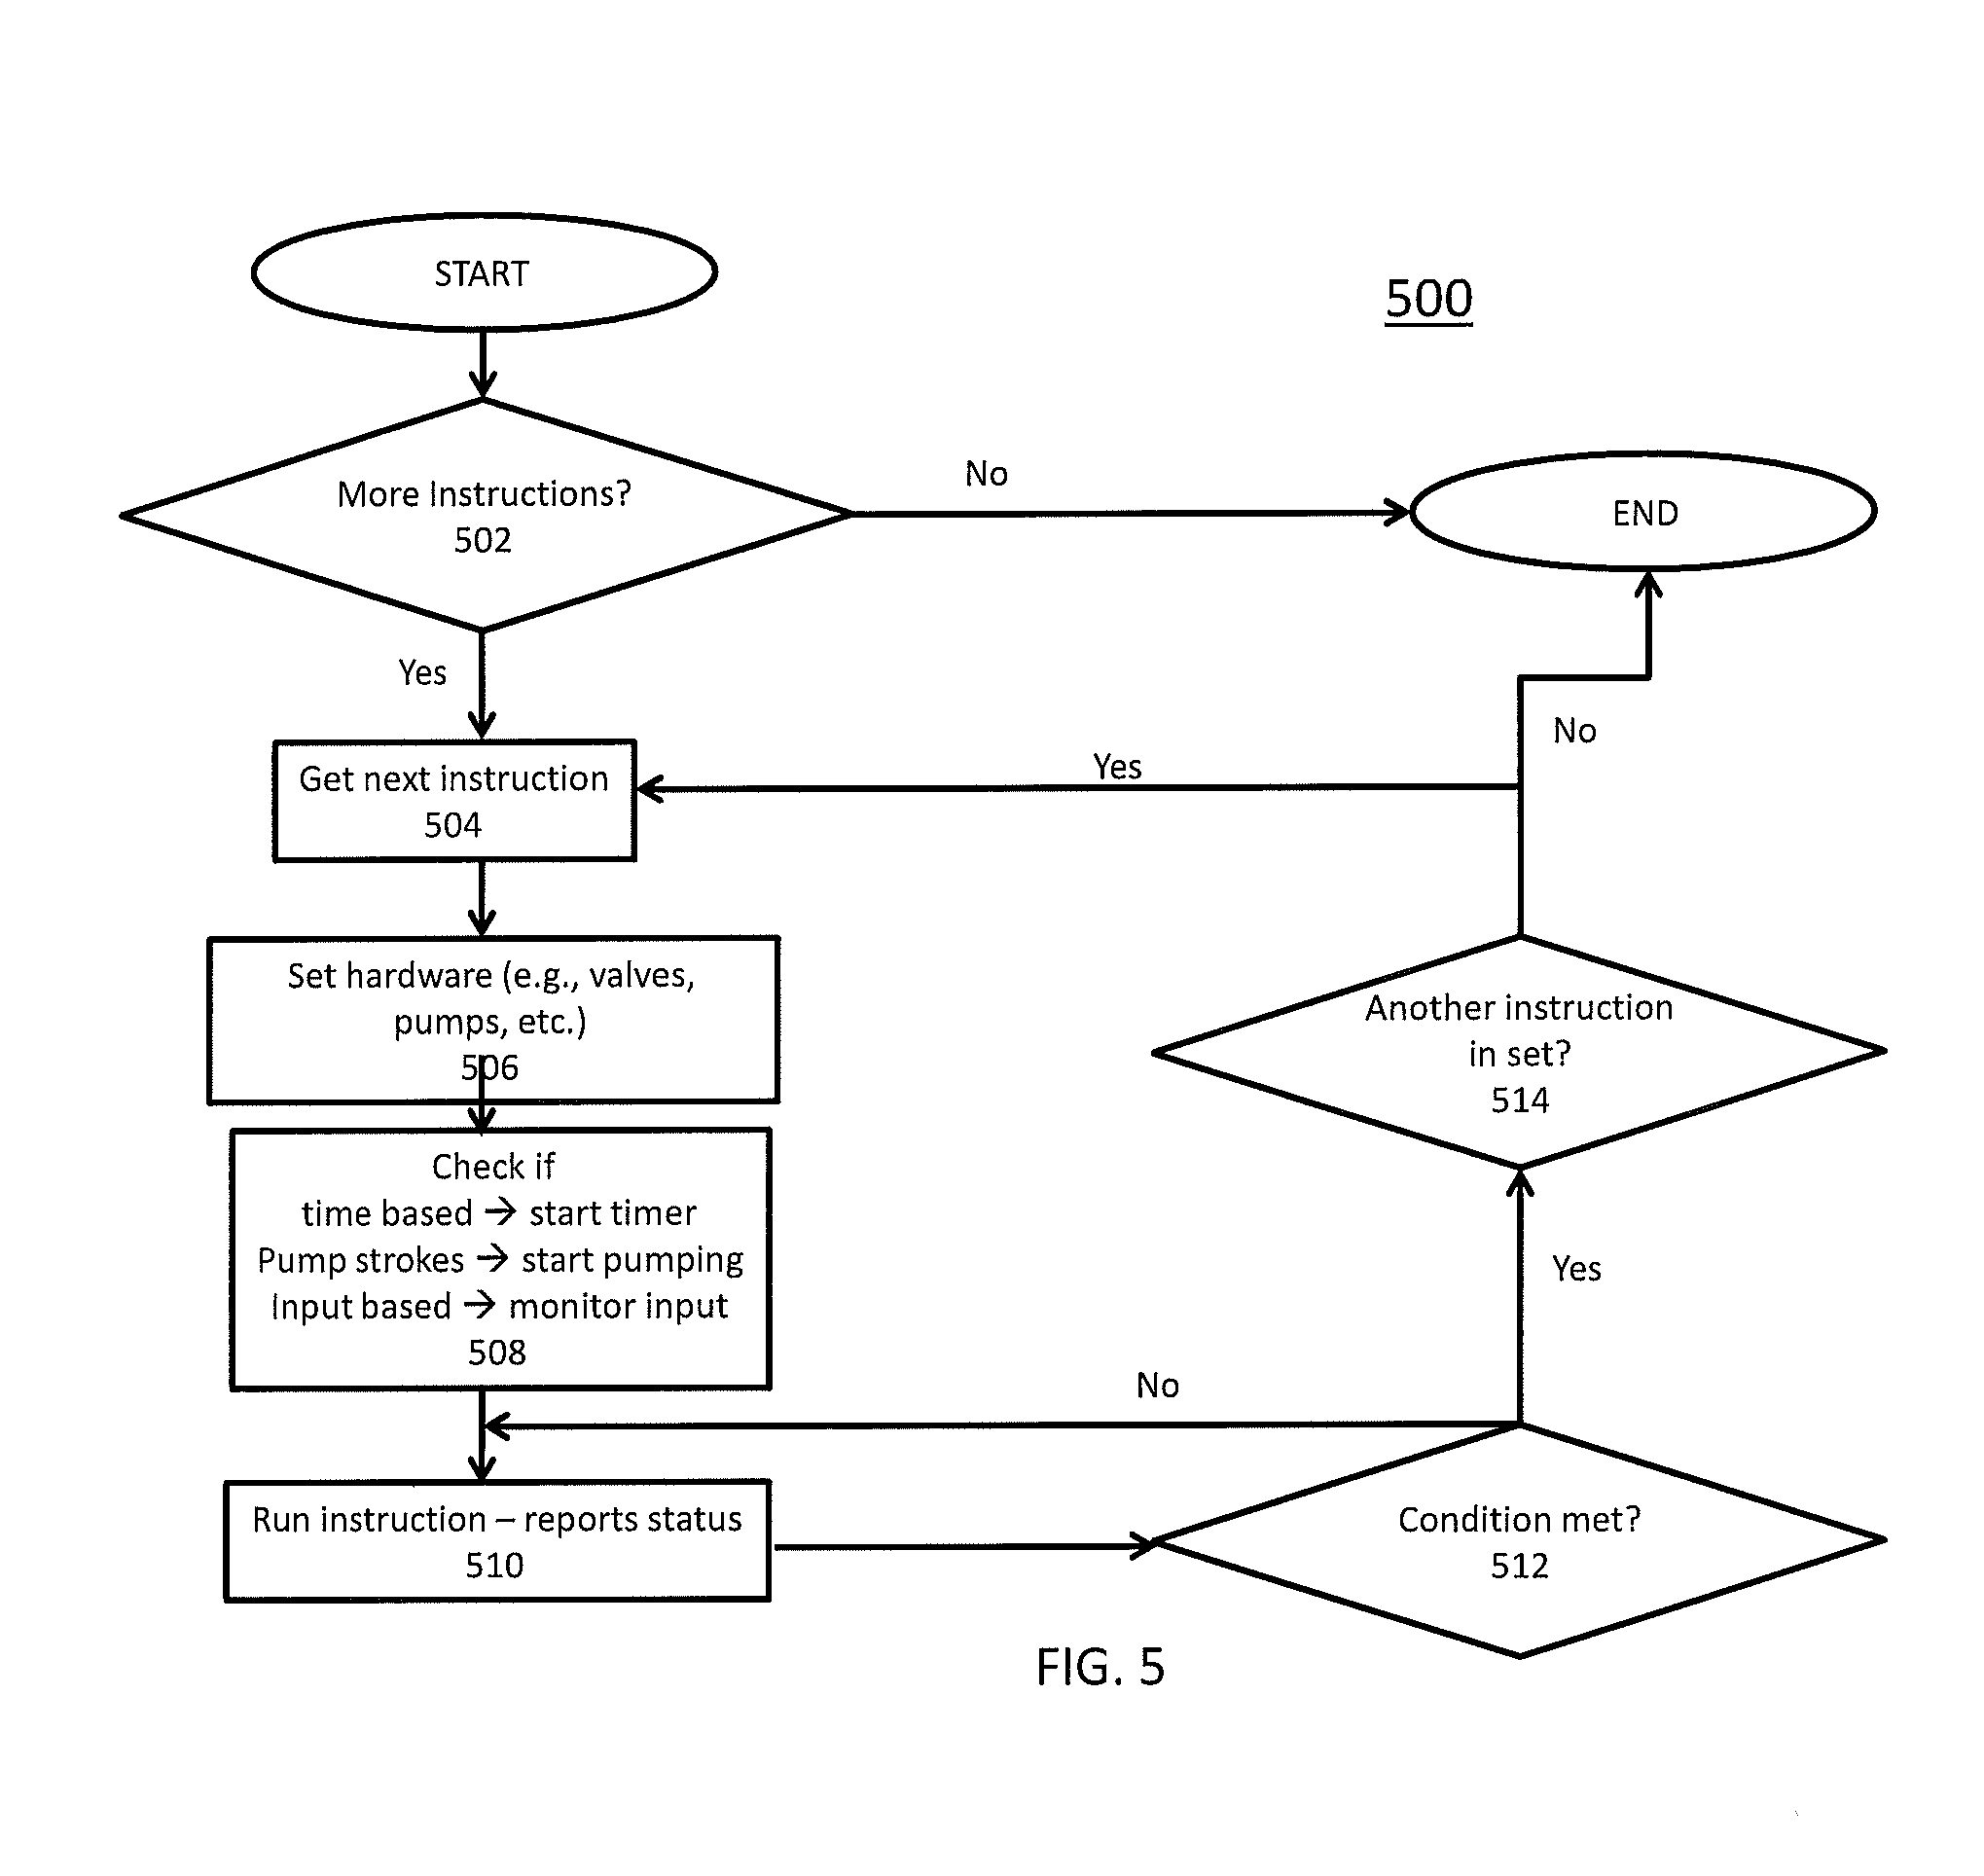 START
500
More Instructions?
502
No
END
Yes
No
Yes
Get next instruction
504
Set hardware (e.g., valves,
pumps, etc.)
506
Another instruction
in set?
514
Check if
time based → start timer
Pump strokes → start pumping
Input based → monitor input
508
Yes
No
Run instruction – reports status
510
Condition met?
512
FIG. 5